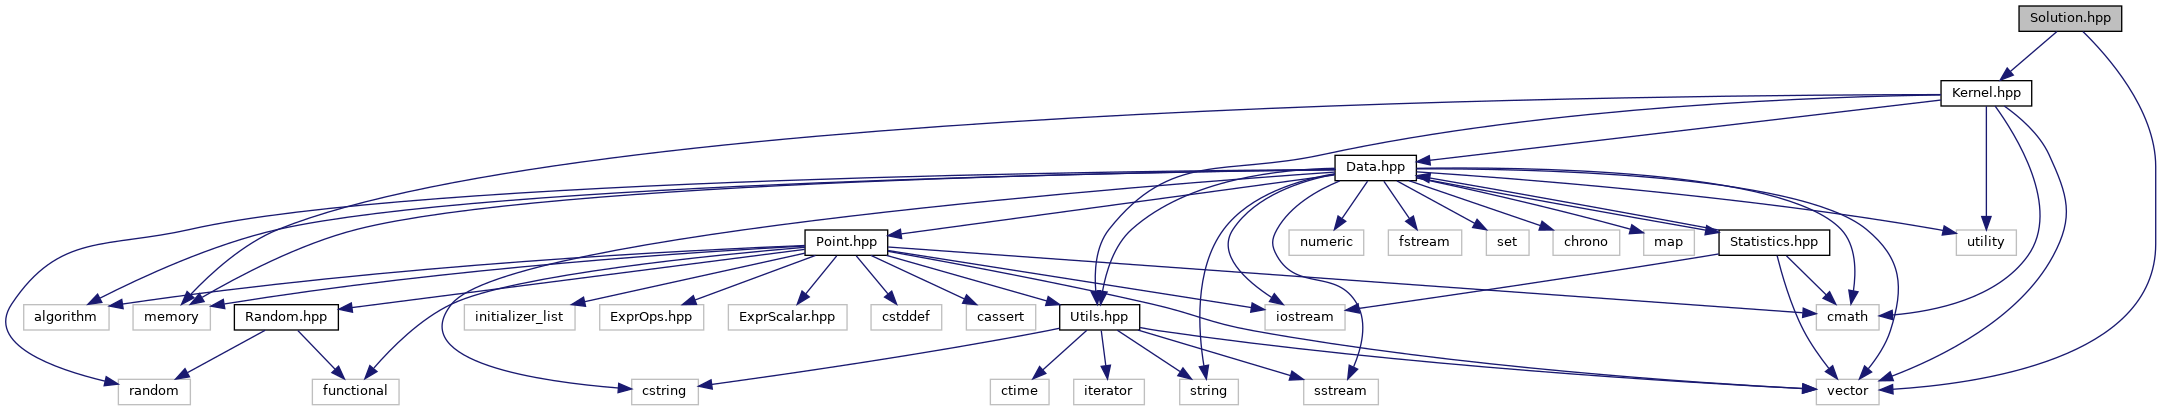 Solution.hpp
Kernel.hpp
Data.hpp
Point.hpp
numeric
fstream
set
chrono
map
Statistics.hpp
utility
algorithm
memory
Random.hpp
initializer_list
ExprOps.hpp
ExprScalar.hpp
cstddef
cassert
Utils.hpp
iostream
cmath
random
functional
cstring
ctime
iterator
string
sstream
vector